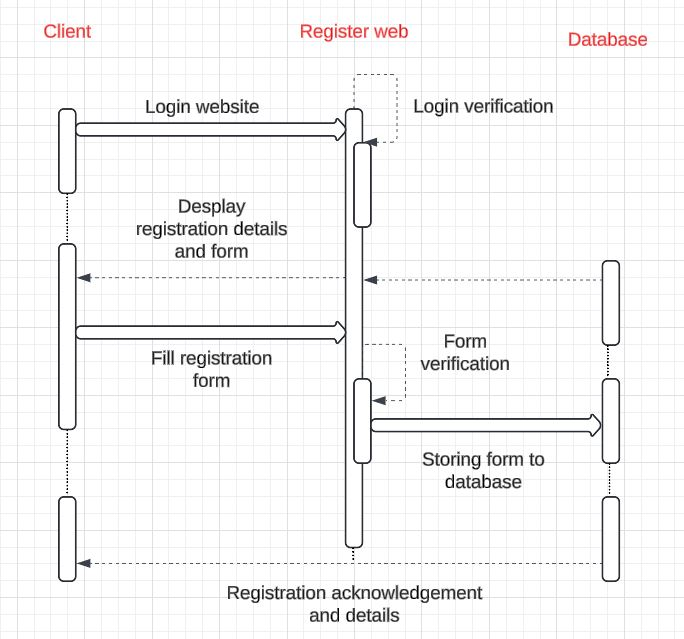 Client
Register web
Database
Login website
Login verification
Desplay
registration details
and form
Fill registration
form
Form
verification
Storing form to
database
Registration acknowledgement
and details